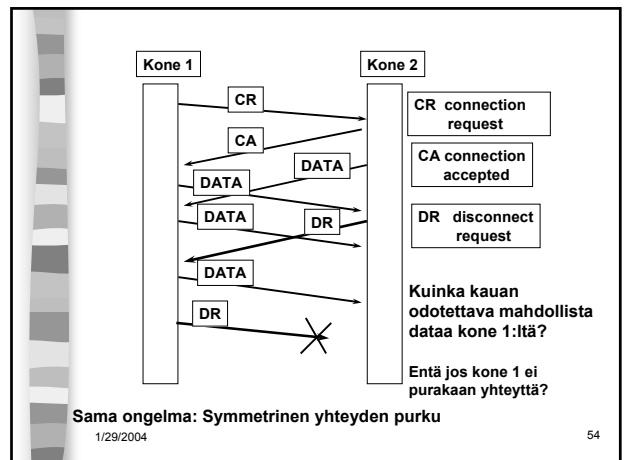 Kone 1
Kone 2
CR
CR connection
request
CA
CA connection
accepted
DATA
DATA
DATA
DR
DR disconnect
request
DATA
Kuinka kauan
odotettava mahdollista
dataa kone 1:ltä?
DR
Entä jos kone 1 ei
purakaan yhteyttä?
Sama ongelma: Symmetrinen yhteyden purku
1/29/2004
54